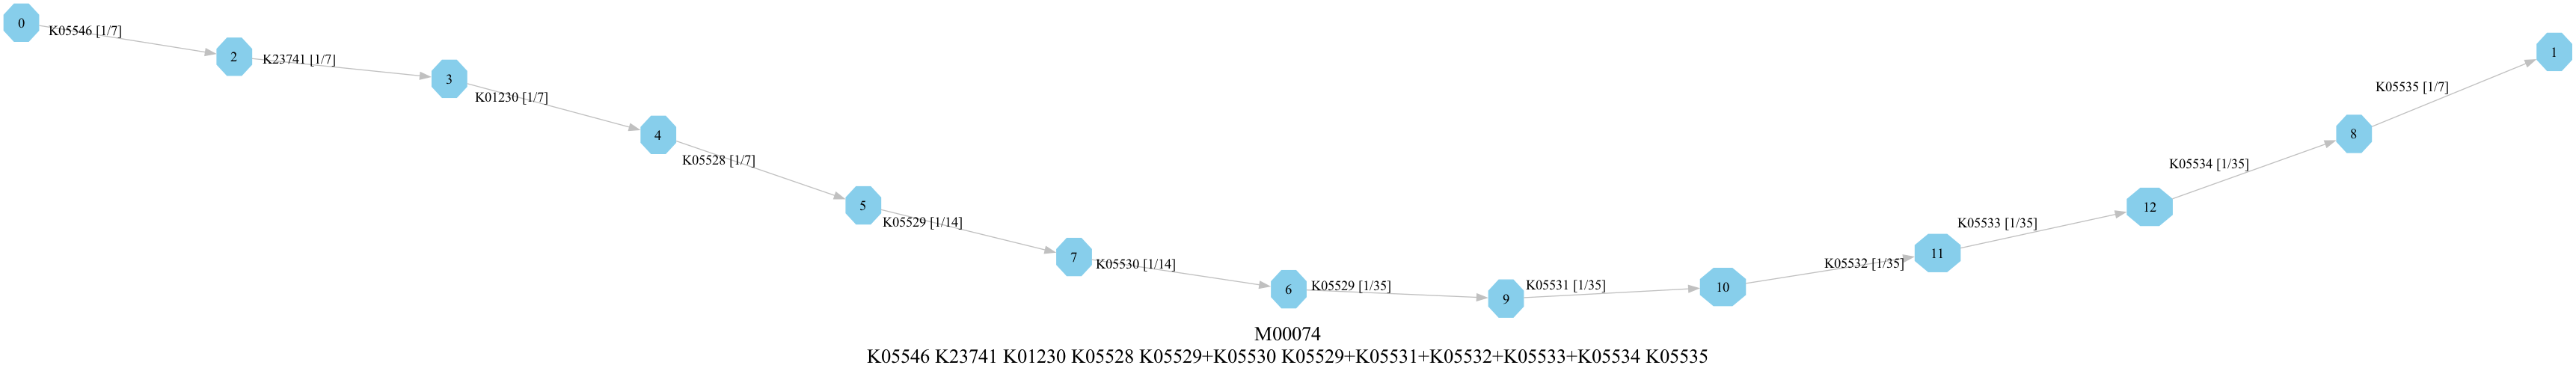 0
K05546 [1/7]
2
K23741 [1/7]
3
K01230 [1/7]
4
K05528 [1/7]
5
K05529 [1/14]
7
K05530 [1/14]
6
K05529 [1/35]
9
K05531 [1/35]
10
K05532 [1/35]
11
K05533 [1/35]
12
K05534 [1/35]
8
K05535 [1/7]
1
M00074
K05546 K23741 K01230 K05528 K05529+K05530 K05529+K05531+K05532+K05533+K05534 K05535